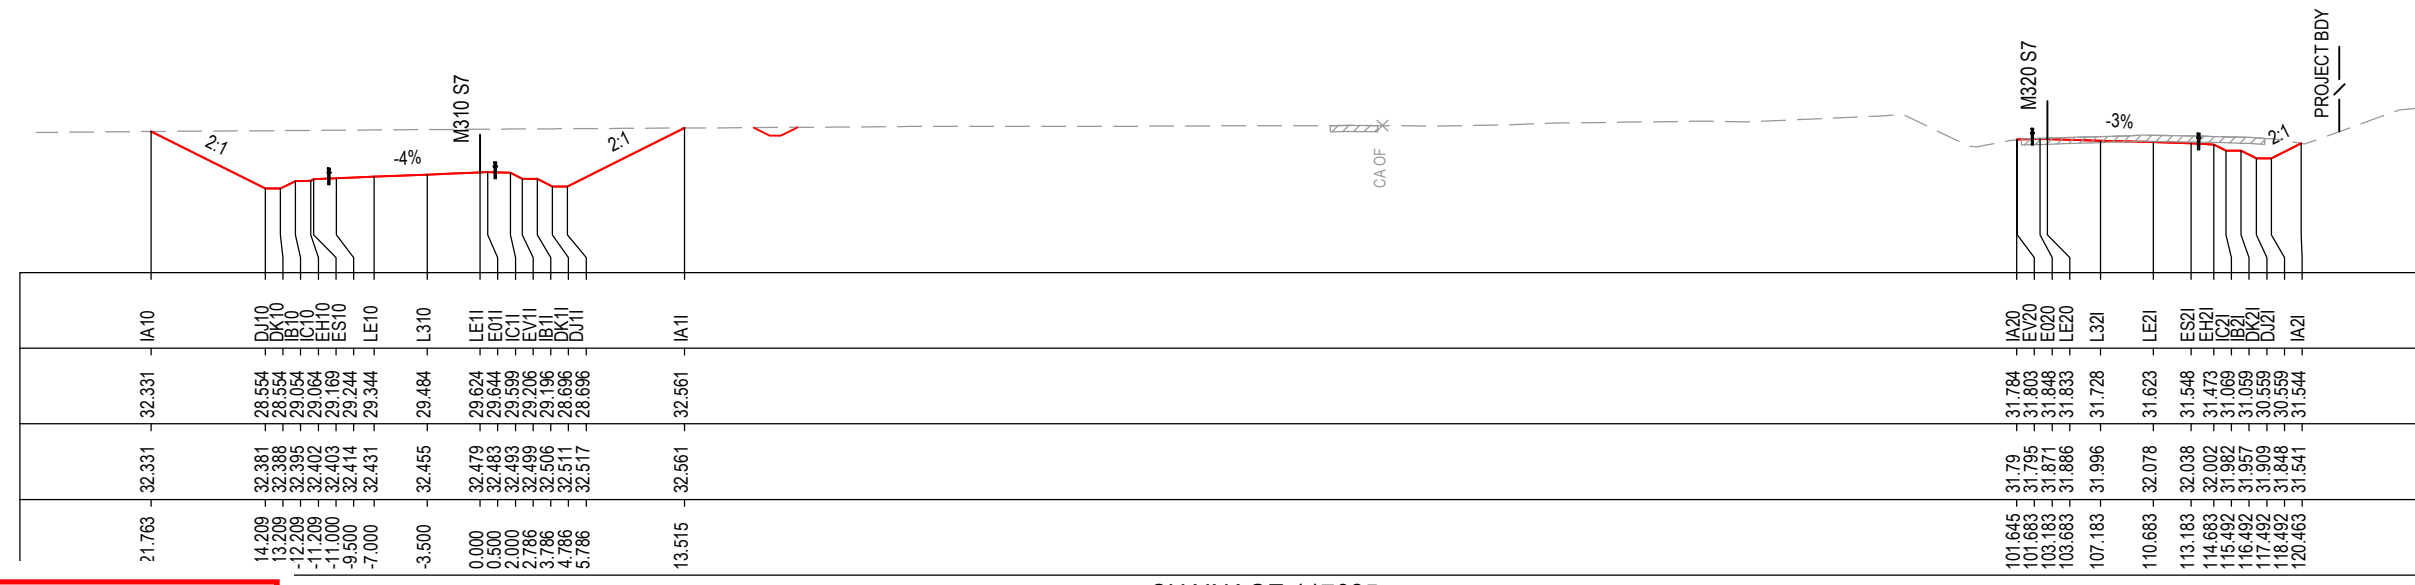 M310 S7
M320 S7
PROJECT BDY
2:1
-4%
2:1
CA OF
-3%
2:1
IA10 DJ10 DK10 IB10 IC10 EH10 ES10 LE10 L310 LE1I E01I IC1I EV1I IB1I DK1I DJ1I IA1I IA20 EV20 E020 LE20 L32I LE2I ES2I EH2I IC2I IB2I DK2I DJ2I IA2I
32.331 28.554 28.554 29.054 29.064 29.169 29.244 29.344 29.484 29.624 29.644 29.599 29.206 29.196 28.696 28.696 32.561 31.784 31.803 31.848 31.833 31.728 31.623 31.548 31.473 31.069 31.059 30.559 30.559 31.544
32.331 32.381 32.388 32.395 32.402 32.403 32.414 32.431 32.455 32.479 32.483 32.493 32.499 32.506 32.511 32.517 32.561 31.79 31.795 31.871 31.886 31.996 32.078 32.038 32.002 31.982 31.957 31.909 31.848 31.541
21.763 14.209 13.209 -12.209 -11.209 -11.000 -9.500 -7.000 -3.500 0.000 0.500 2.000 2.786 3.786 4.786 5.786 13.515 101.645 101.683 103.183 103.683 107.183 110.683 113.183 114.683 115.492 116.492 117.492 118.492 120.463